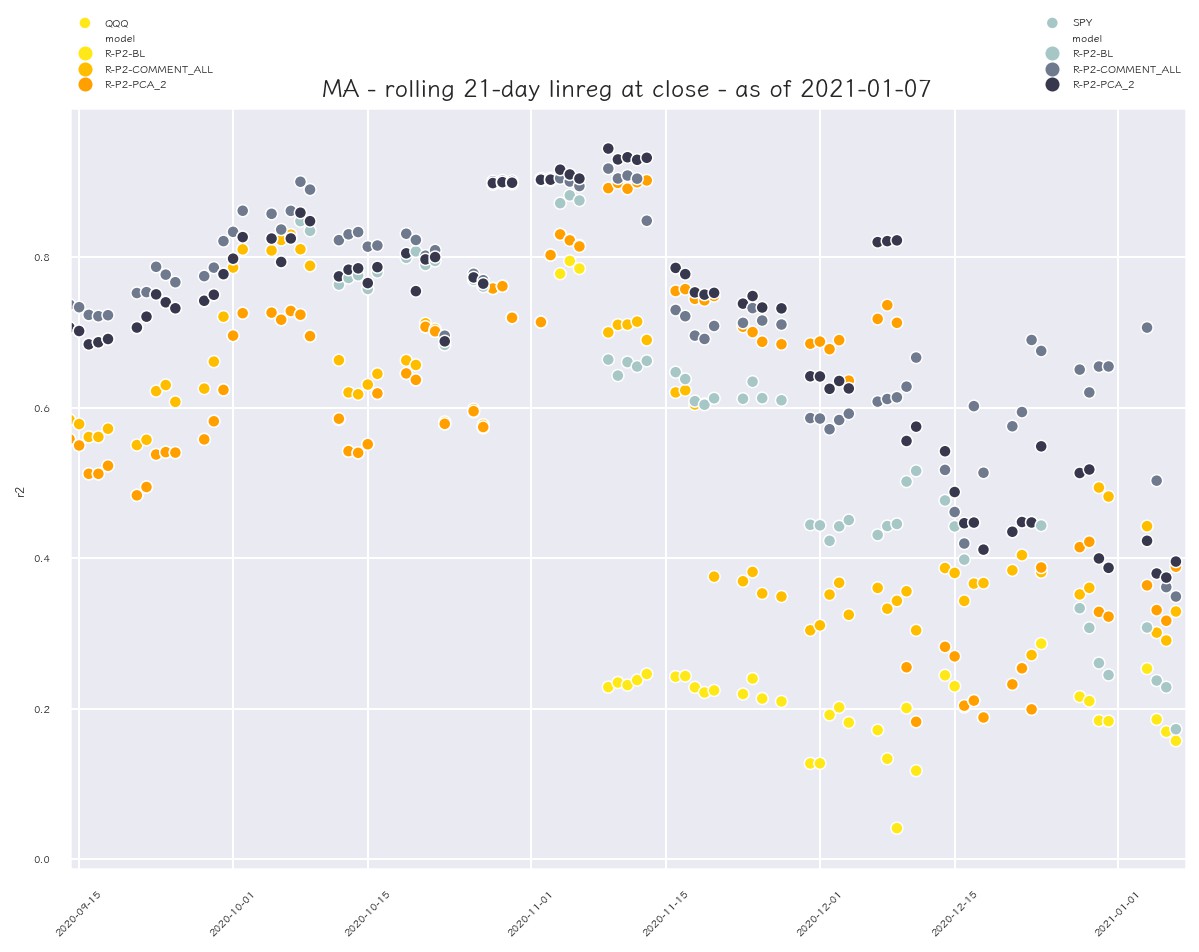 QQQ
model
R-P2-BL
R-P2-COMMENT_ALL
R-P2-PCA_2
SPY
model
R-P2-BL
R-P2-COMMENT_ALL
R-P2-PCA_2
MA - rolling 21-day linreg at close - as of 2021-01-07
0.8
0.6
r2
0.4
0.2
0.0
2020-09-15
2020-10-01
2020-10-15
2020-11-01
2020-11-15
2020-12-01
2020-12-15
2021-01-01